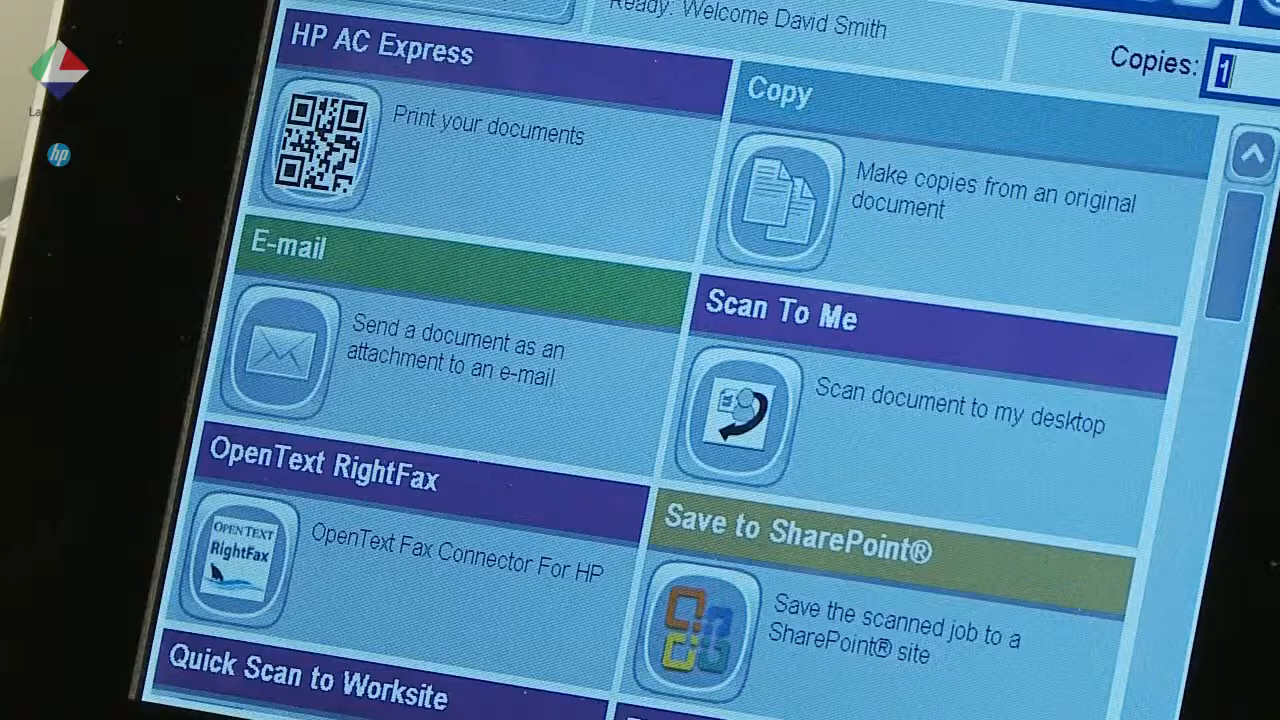 Ready: Welcome David Smith
Copies: 1
HP AC Express
Print your documents
Copy
Make copies from an original
document
E-mail
Send a document as an
attachment to an e-mail
Scan To Me
Scan document to my desktop
OpenText RightFax
OPENTEXT
RightFax
OpenText Fax Connector For HP
Save to SharePoint®
Save the scanned job to a
SharePoint® site
Quick Scan to Worksite
hp